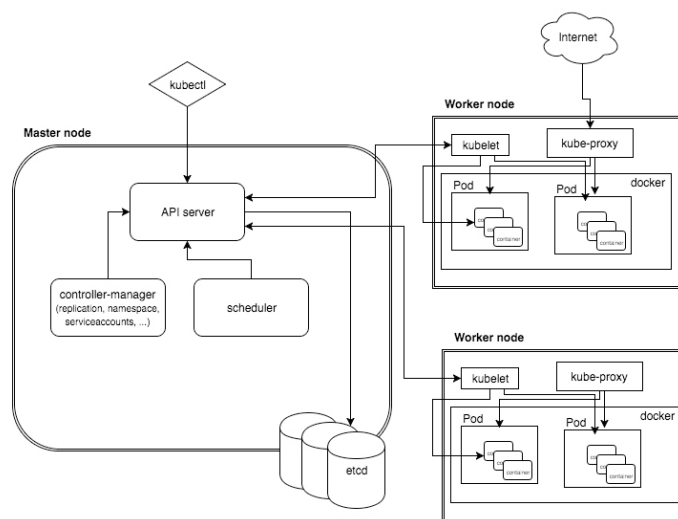 Internet
kubectl
Worker node
Master node
kubelet
kube-proxy
docker
Pod
Pod
container
container
API server
controller-manager
(replication, namespace,
serviceaccounts, ...)
scheduler
Worker node
kubelet
kube-proxy
docker
Pod
Pod
container
container
etcd